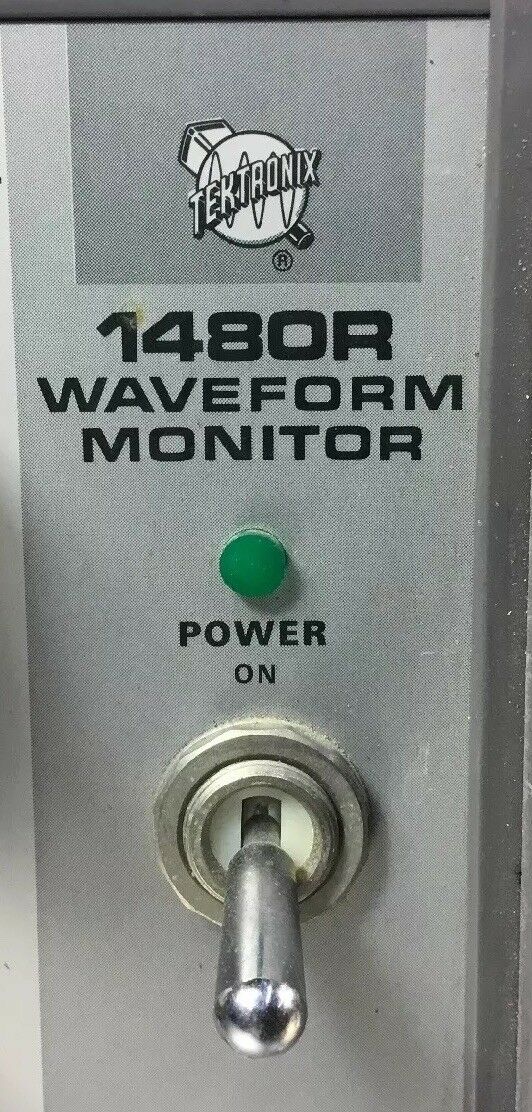 TEKTRONIX
®
1480R
WAVEFORM
MONITOR
POWER
ON